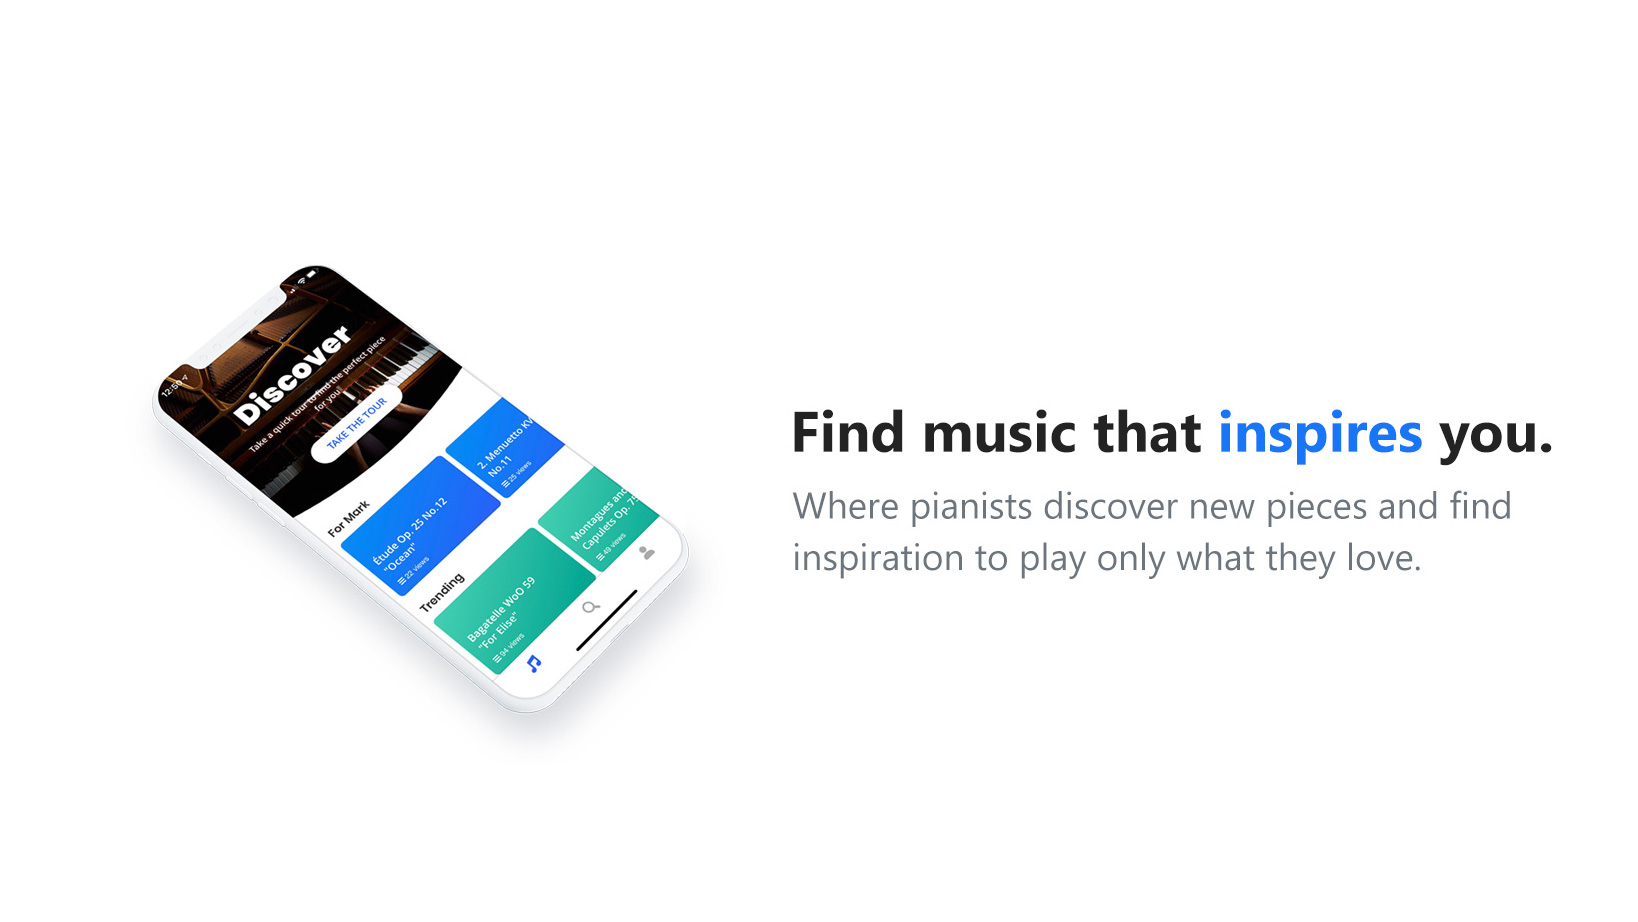 12:50
Discover
Take a quick tour to find the perfect piece
for you!
TAKE THE TOUR
For Mark
Étude Op. 25 No.12
"Ocean"
22 views
2. Menuetto Kv
No.11
25 views
Trending
Bagatelle WoO 59
"For Elise"
94 views
Montagues and
Capulets Op. 75
49 views
Find music that inspires you.
Where pianists discover new pieces and find
inspiration to play only what they love.